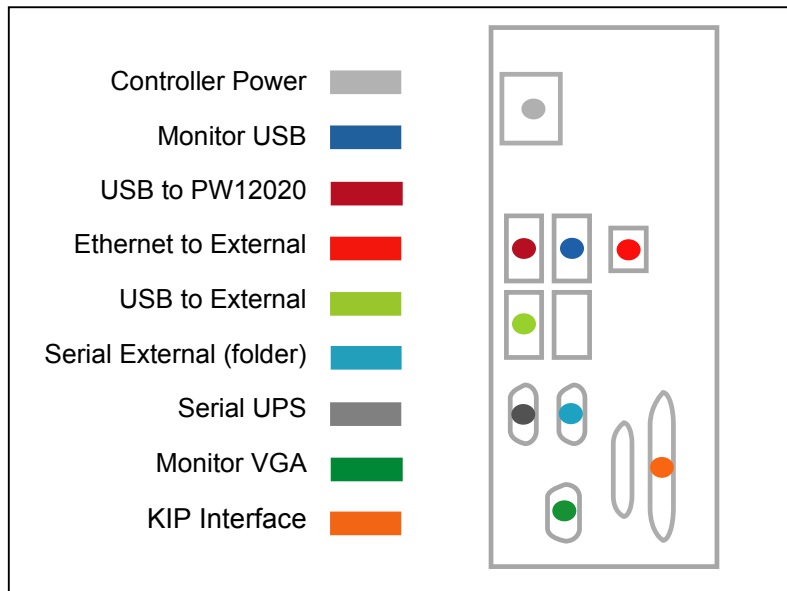 Controller Power
Monitor USB
USB to PW12020
Ethernet to External
USB to External
Serial External (folder)
Serial UPS
Monitor VGA
KIP Interface